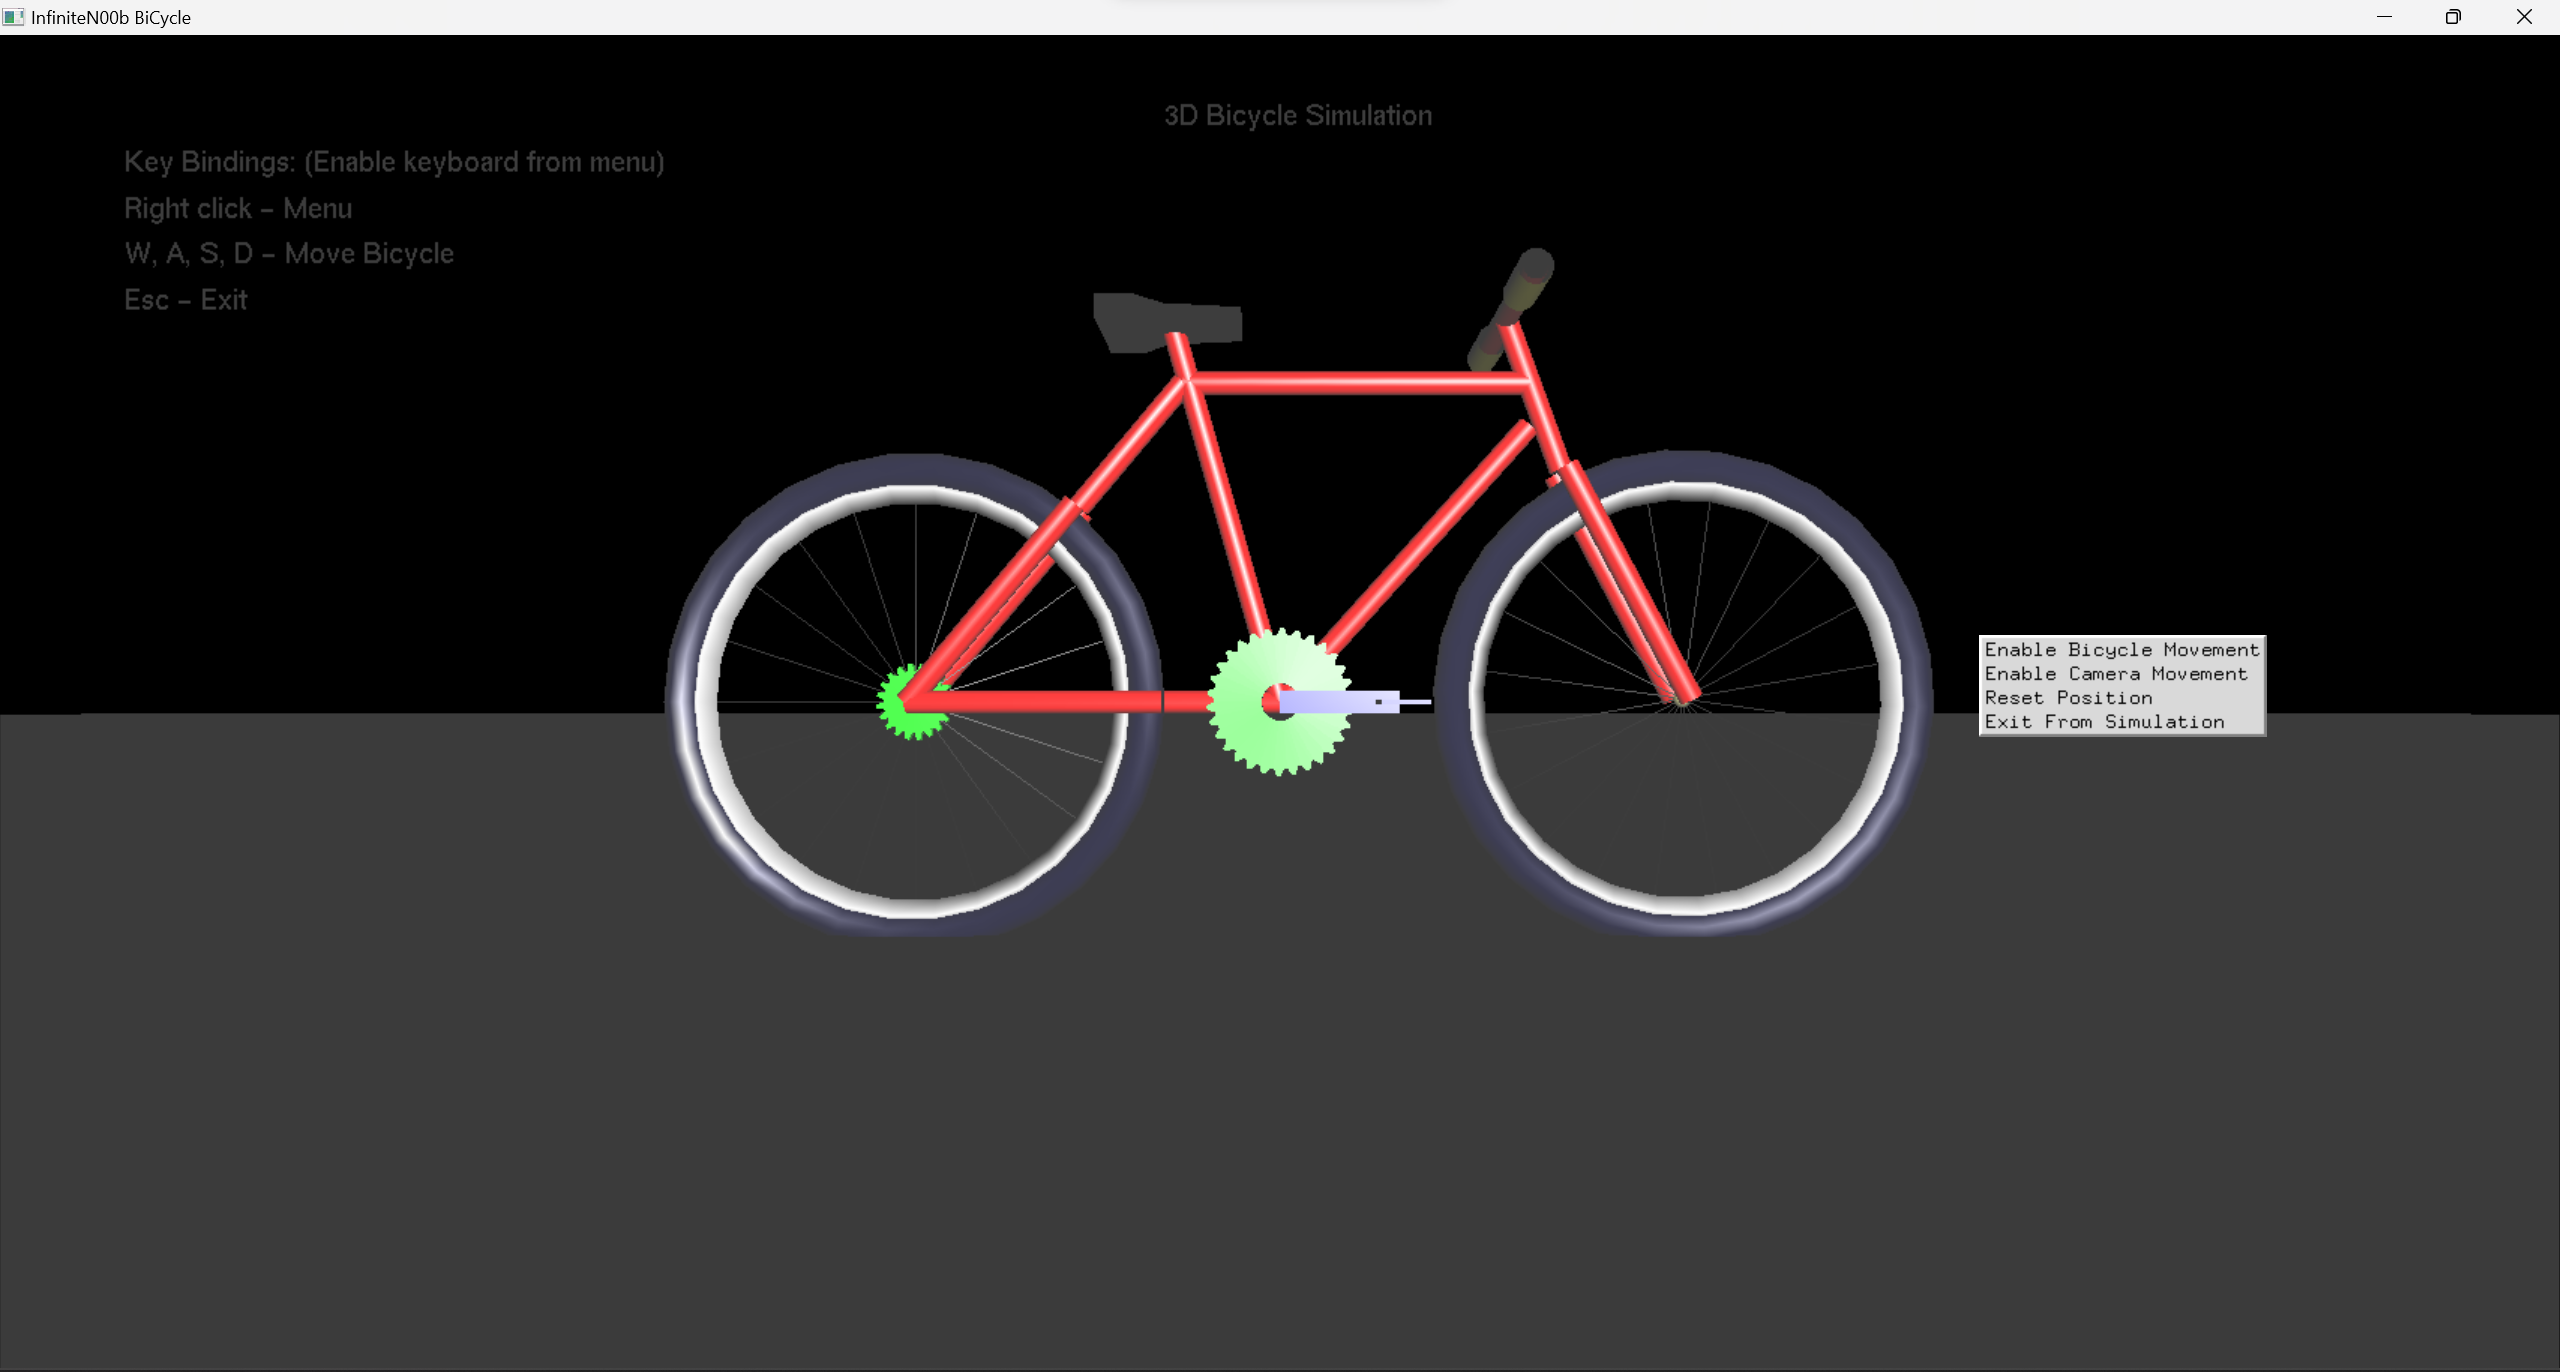 InfiniteN00b BiCycle
3D Bicycle Simulation
Key Bindings: (Enable keyboard from menu)
Right click - Menu
W, A, S, D - Move Bicycle
Esc - Exit
Enable Bicycle Movement
Enable Camera Movement
Reset Position
Exit From Simulation